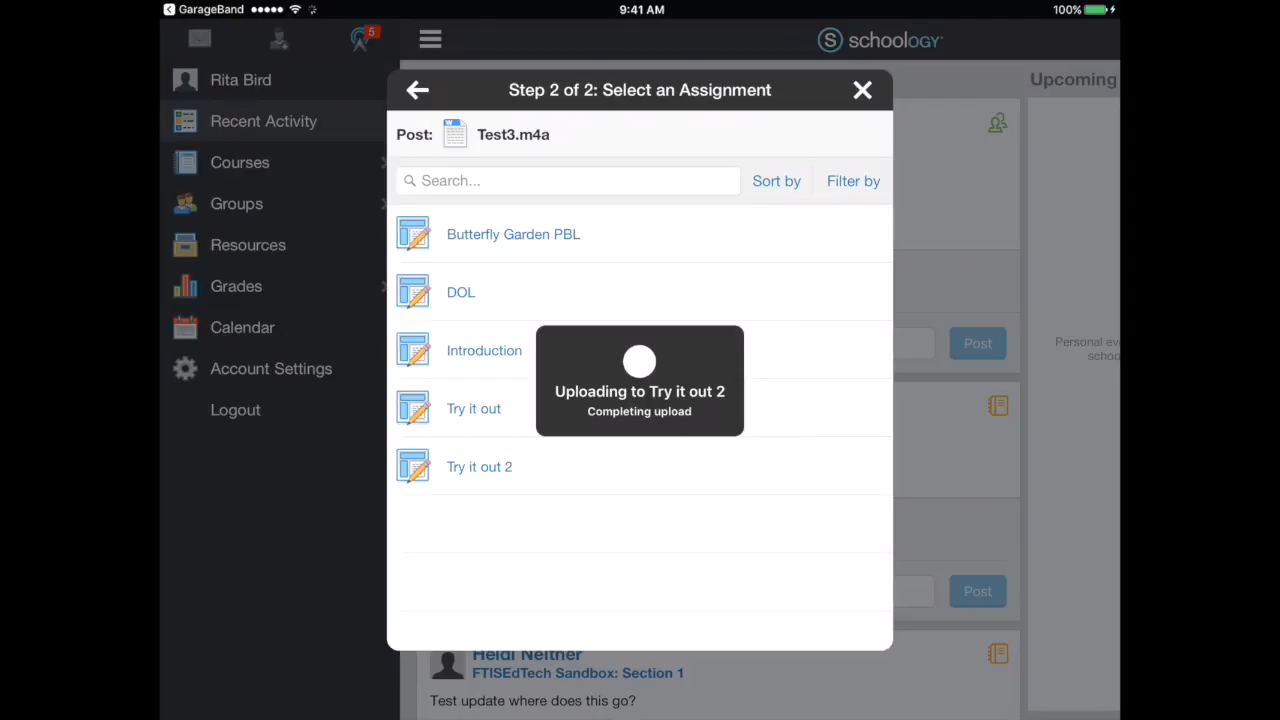 GarageBand
9:41 AM
100%
5
schoology
Rita Bird
Recent Activity
Courses
Groups
Resources
Grades
Calendar
Account Settings
Logout
Upcoming
Step 2 of 2: Select an Assignment
Post: Test3.m4a
Search...
Sort by
Filter by
Butterfly Garden PBL
DOL
Introduction
Try it out
Try it out 2
Uploading to Try it out 2
Completing upload
Post
Personal
Post
Heidi Neitner
FTISEdTech Sandbox: Section 1
Test update where does this go?